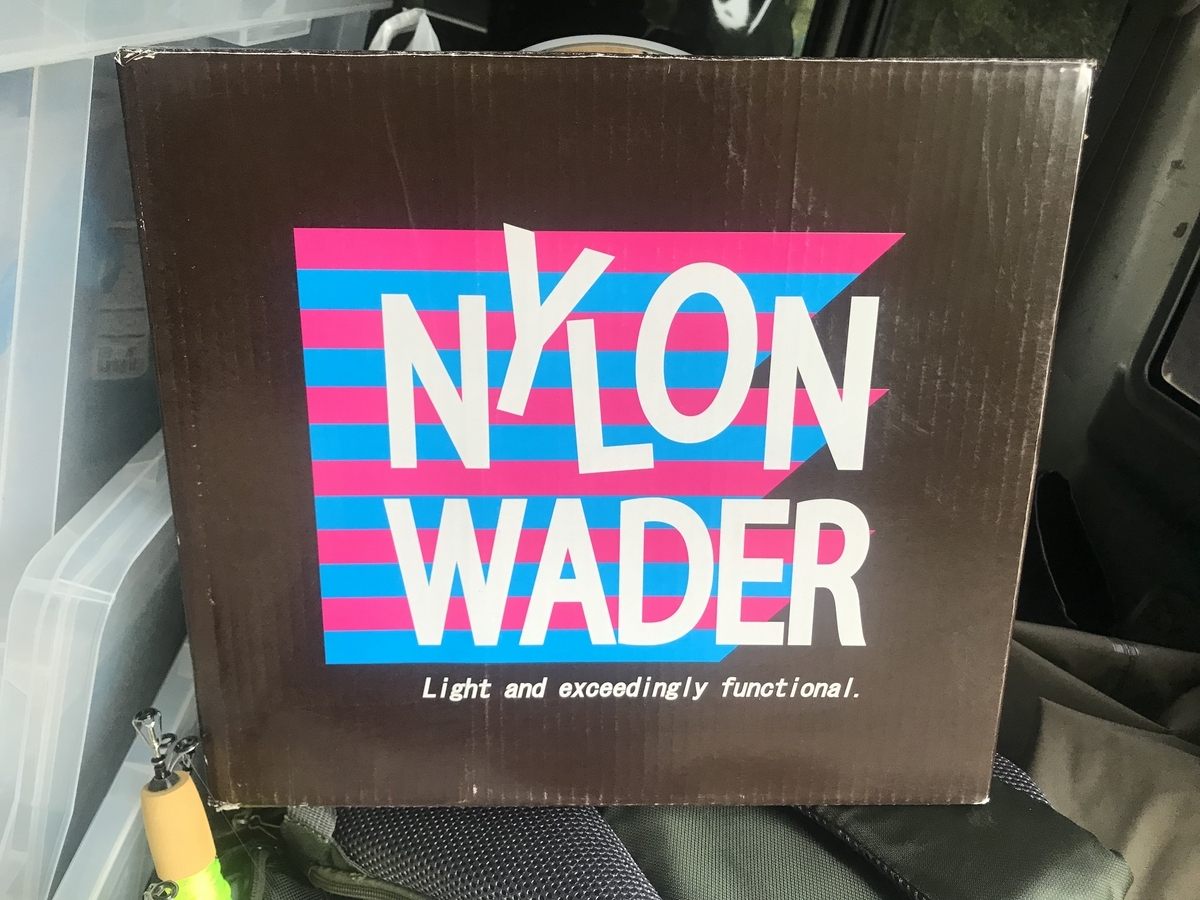 NYLON
WADER
Light and exceedingly functional.